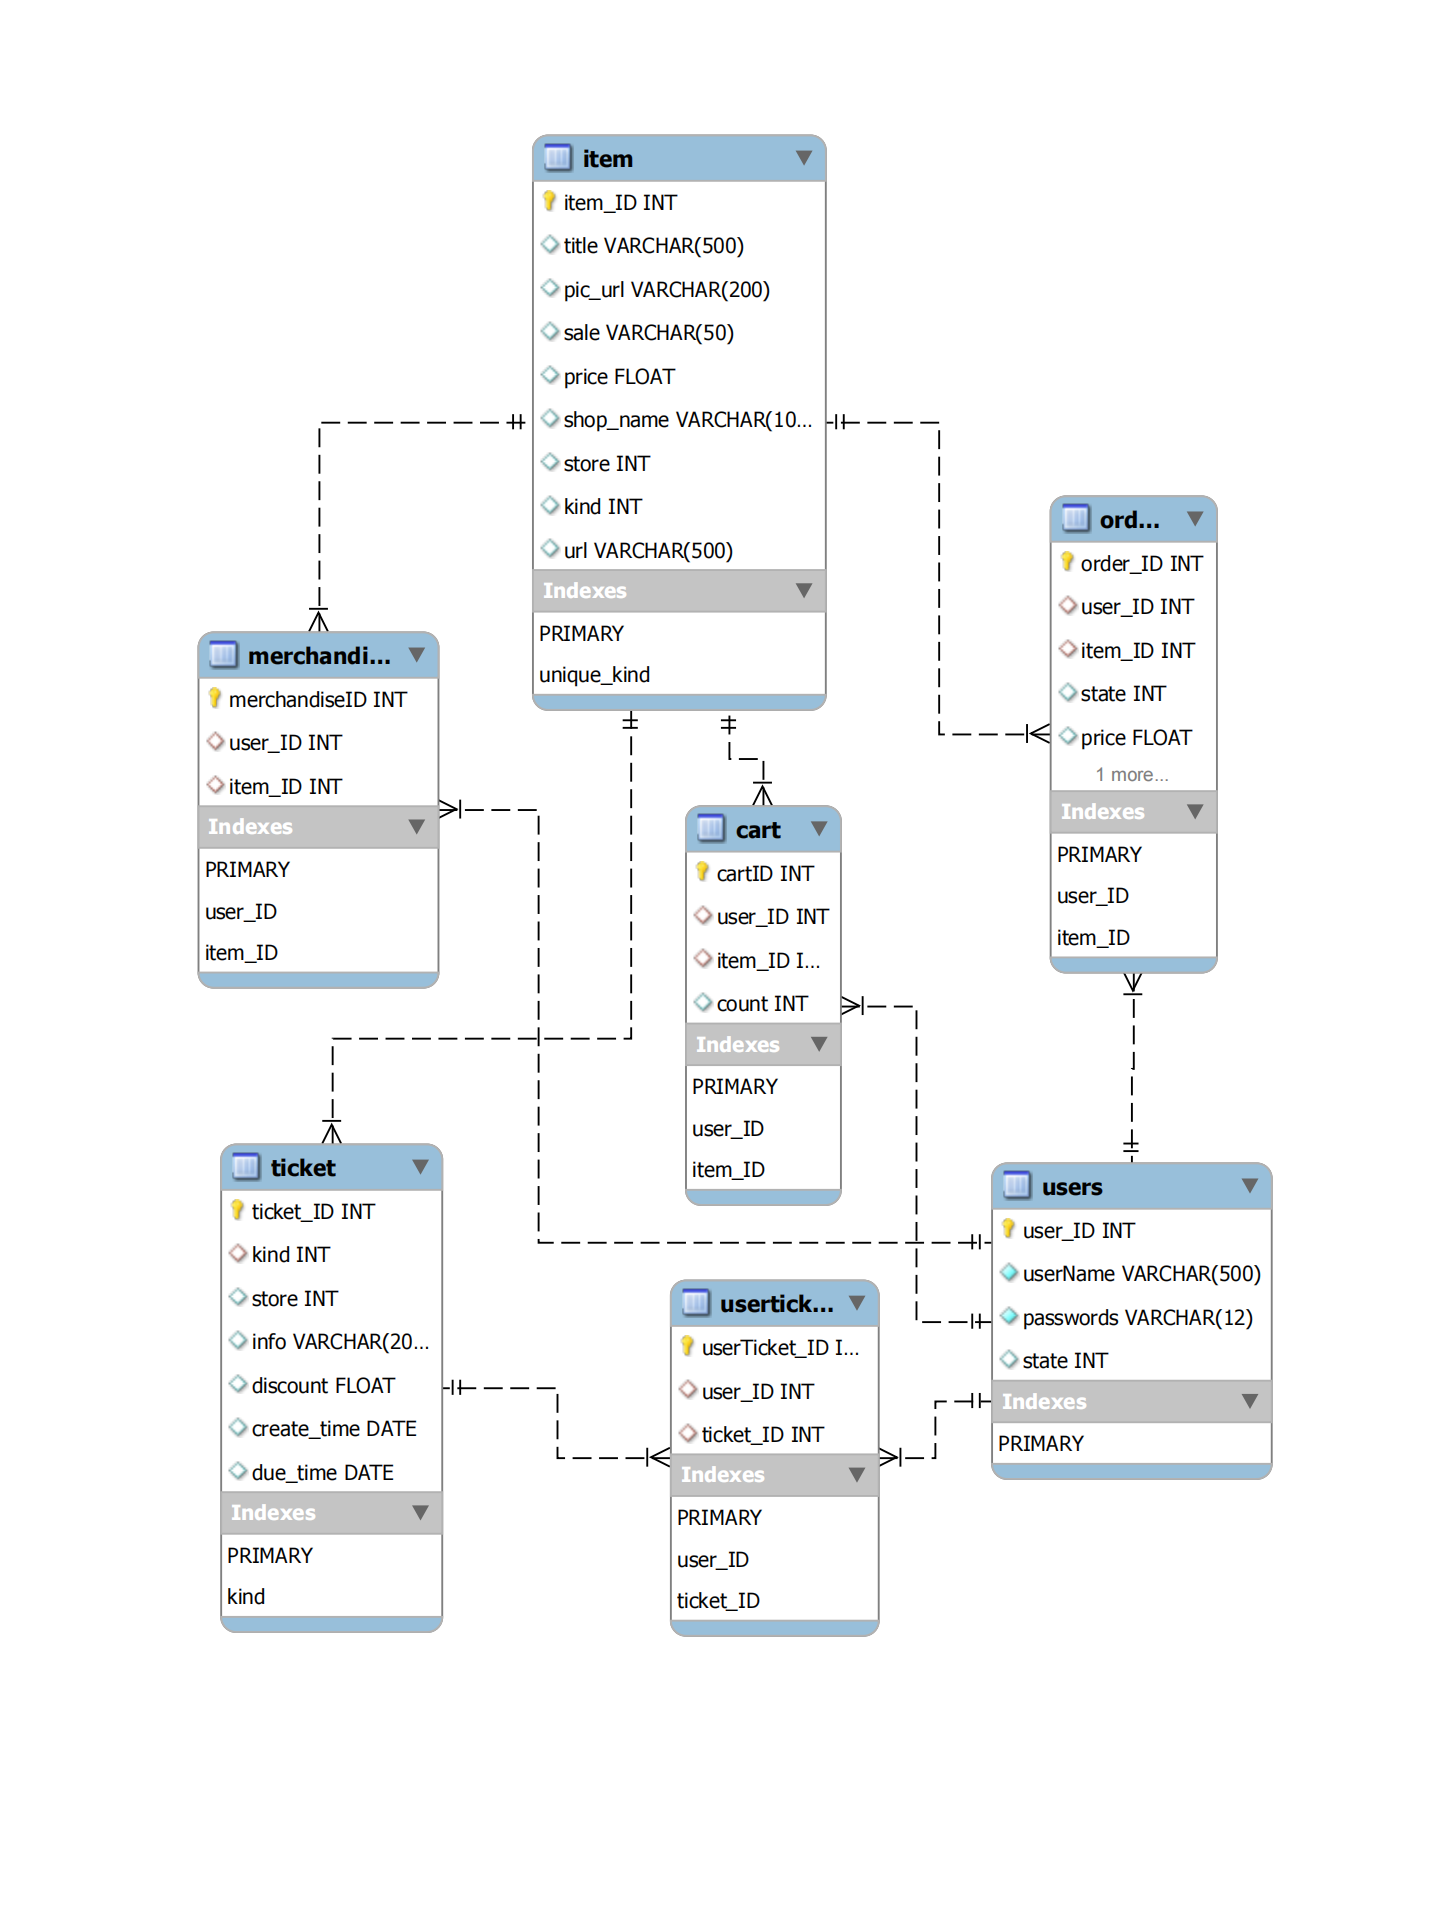 item
item_ID INT
title VARCHAR(500)
pic_url VARCHAR(200)
sale VARCHAR(50)
price FLOAT
shop_name VARCHAR(10...
store INT
kind INT
url VARCHAR(500)
Indexes
PRIMARY
unique_kind
ord...
order_ID INT
user_ID INT
item_ID INT
state INT
price FLOAT
1 more...
Indexes
PRIMARY
user_ID
item_ID
merchandi...
merchandiseID INT
user_ID INT
item_ID INT
Indexes
PRIMARY
user_ID
item_ID
cart
cartID INT
user_ID INT
item_ID I...
count INT
Indexes
PRIMARY
user_ID
item_ID
ticket
ticket_ID INT
kind INT
store INT
info VARCHAR(20...
discount FLOAT
create_time DATE
due_time DATE
Indexes
PRIMARY
kind
users
user_ID INT
userName VARCHAR(500)
passwords VARCHAR(12)
state INT
Indexes
PRIMARY
usertick...
userTicket_ID I...
user_ID INT
ticket_ID INT
Indexes
PRIMARY
user_ID
ticket_ID